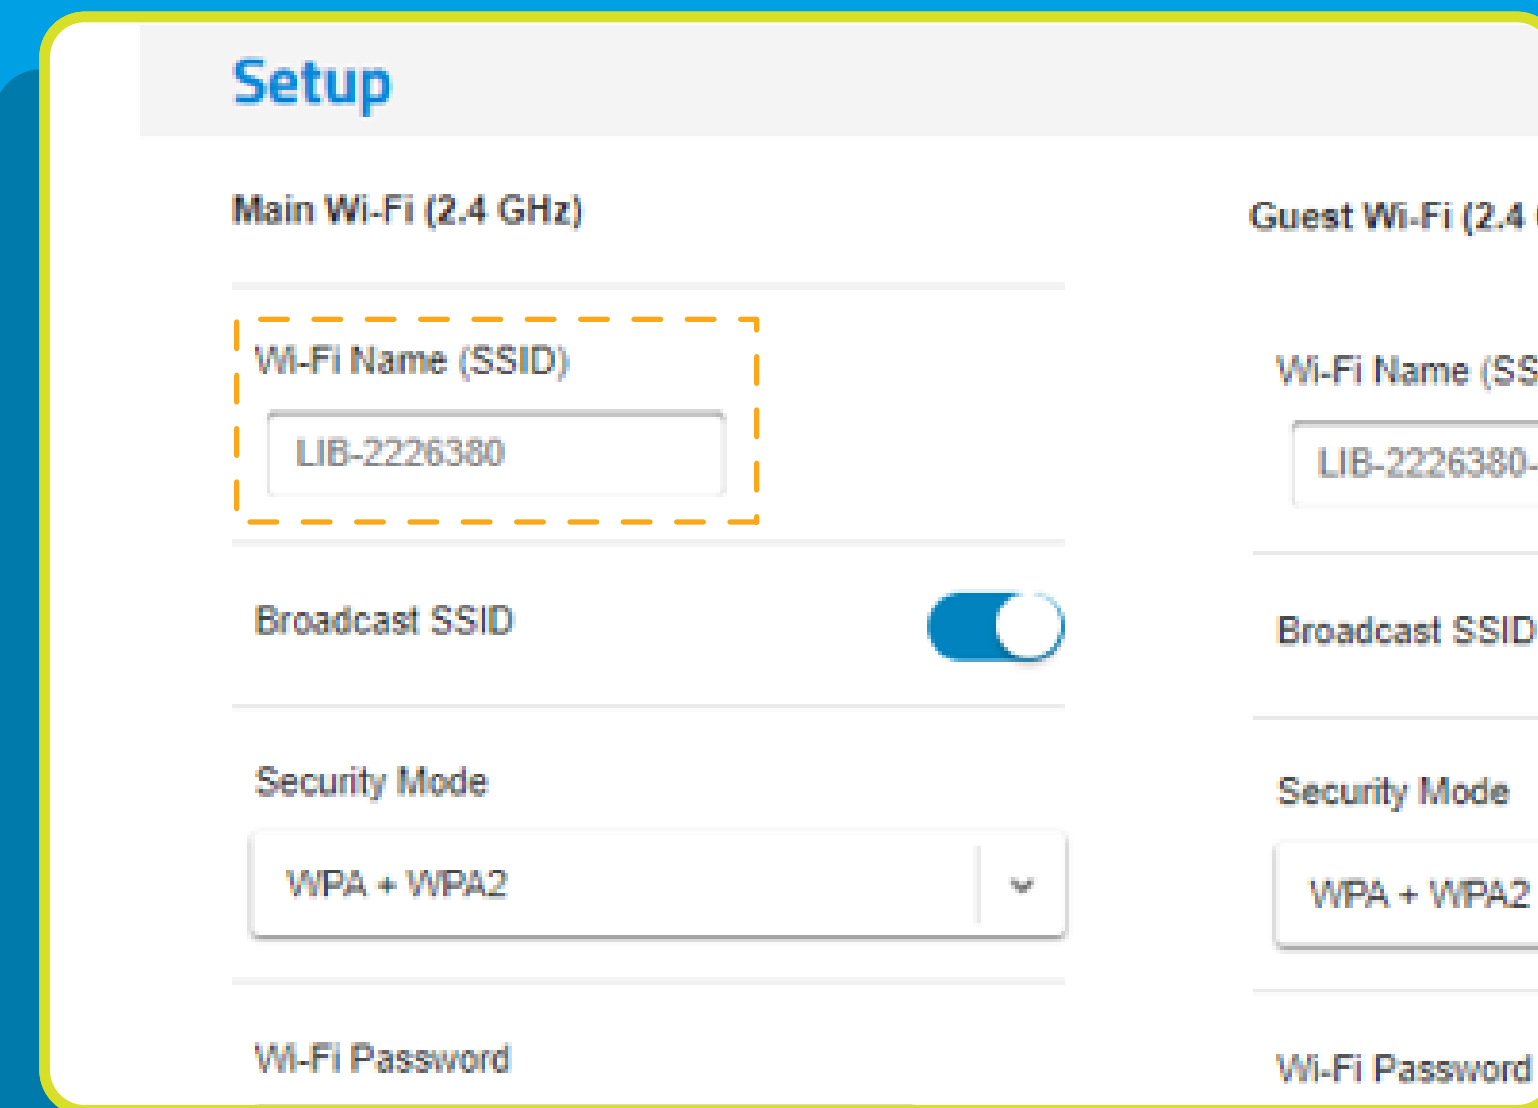 Setup
Main Wi-Fi (2.4 GHz)
Wi-Fi Name (SSID)
LIB-2226380
Broadcast SSID
Security Mode
WPA + WPA2
Wi-Fi Password
Guest Wi-Fi (2.4
Wi-Fi Name (SS
LIB-2226380-
Broadcast SSID
Security Mode
WPA + WPA2
Wi-Fi Password